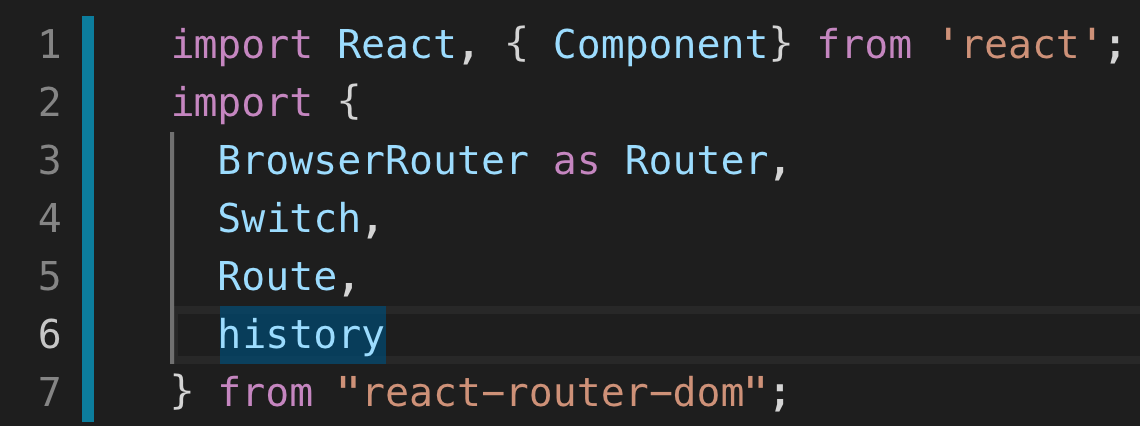 1 import React, { Component} from 'react';
2 import {
3 BrowserRouter as Router,
4 Switch,
5 Route,
6 history
7 } from "react-router-dom";